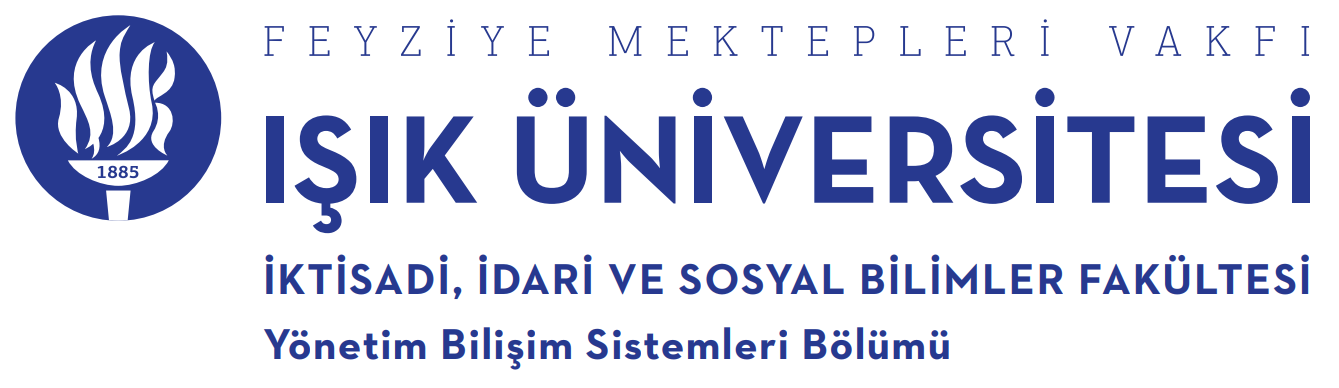 FEYZİYE MEKTEPLERİ VAKFI
IŞIK ÜNİVERSİTESİ
1885
İKTİSADİ, İDARİ VE SOSYAL BİLİMLER FAKÜLTESİ
Yönetim Bilişim Sistemleri Bölümü